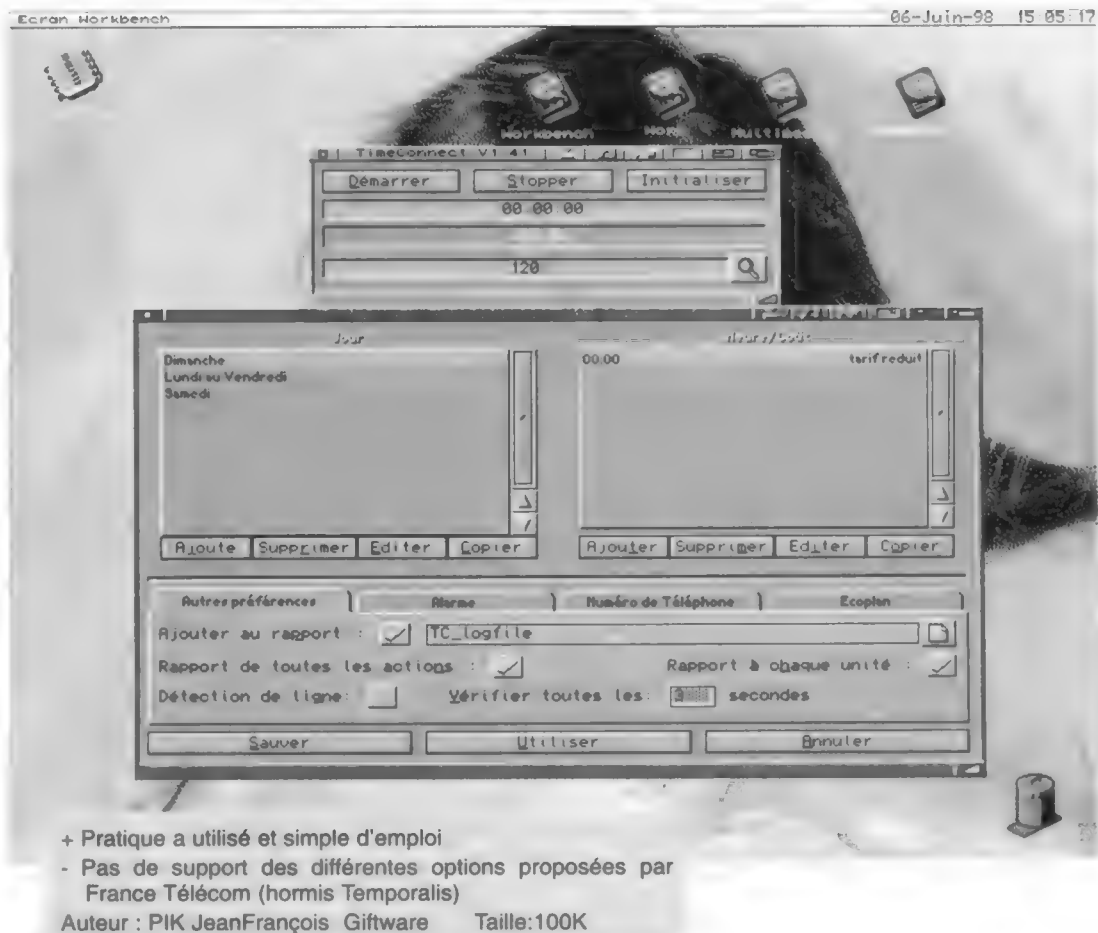 Ecran Workbench 06-Juin-98 15:05:17
Workbench
TimeConnect V1.41
Démarrer Stopper Initialiser
00:00:00
120
Jour Heure/Coût
Dimanche 00:00 tarif reduit
Lundi au Vendredi
Samedi
Ajoute Supprimer Editer Copier Ajouter Supprimer Editer Copier
Autres préférences Alarme Numéro de Téléphone Ecoplan
Ajouter au rapport : TC_logfile
Rapport de toutes les actions : Rapport à chaque unité :
Détection de ligne: Vérifier toutes les: 3 secondes
Sauver Utiliser Annuler
+ Pratique a utilisé et simple d'emploi
- Pas de support des différentes options proposées par
France Télécom (hormis Temporalis)
Auteur : PIK JeanFrançois Giftware Taille:100K